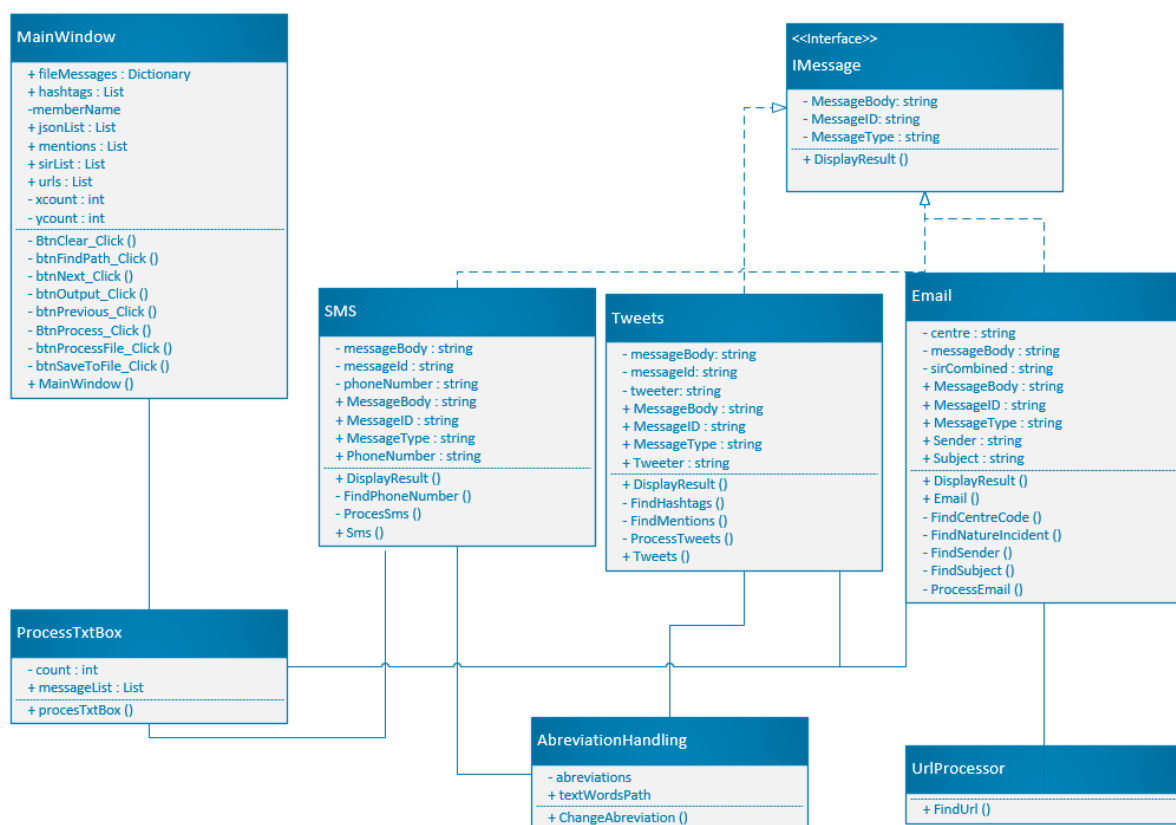 MainWindow
+ fileMessages : Dictionary
+ hashtags : List
-memberName
+ jsonList : List
+ mentions : List
+ sirList : List
+ urls : List
- xcount : int
- ycount : int
- BtnClear_Click ()
- btnFindPath_Click ()
- btnNext_Click ()
- btnOutput_Click ()
- btnPrevious_Click ()
- BtnProcess_Click ()
- btnProcessFile_Click ()
- btnSaveToFile_Click ()
+ MainWindow ()
<<Interface>>
IMessage
- MessageBody: string
- MessageID: string
- MessageType : string
+ DisplayResult ()
SMS
- messageBody : string
- messageId : string
- phoneNumber : string
+ MessageBody : string
+ MessageID : string
+ MessageType : string
+ PhoneNumber : string
+ DisplayResult ()
- FindPhoneNumber ()
- ProcesSms ()
+ Sms ()
Tweets
- messageBody: string
- messageId: string
- tweeter: string
+ MessageBody : string
+ MessageID : string
+ MessageType : string
+ Tweeter : string
+ DisplayResult ()
- FindHashtags ()
- FindMentions ()
- ProcessTweets ()
+ Tweets ()
Email
- centre : string
- messageBody : string
- sirCombined : string
+ MessageBody : string
+ MessageID : string
+ MessageType : string
+ Sender : string
+ Subject : string
+ DisplayResult ()
+ Email ()
- FindCentreCode ()
- FindNatureIncident ()
- FindSender ()
- FindSubject ()
- ProcessEmail ()
ProcessTxtBox
- count : int
+ messageList : List
+ procesTxtBox ()
AbreviationHandling
- abreviations
+ textWordsPath
+ ChangeAbreviation ()
UrlProcessor
+ FindUrl ()